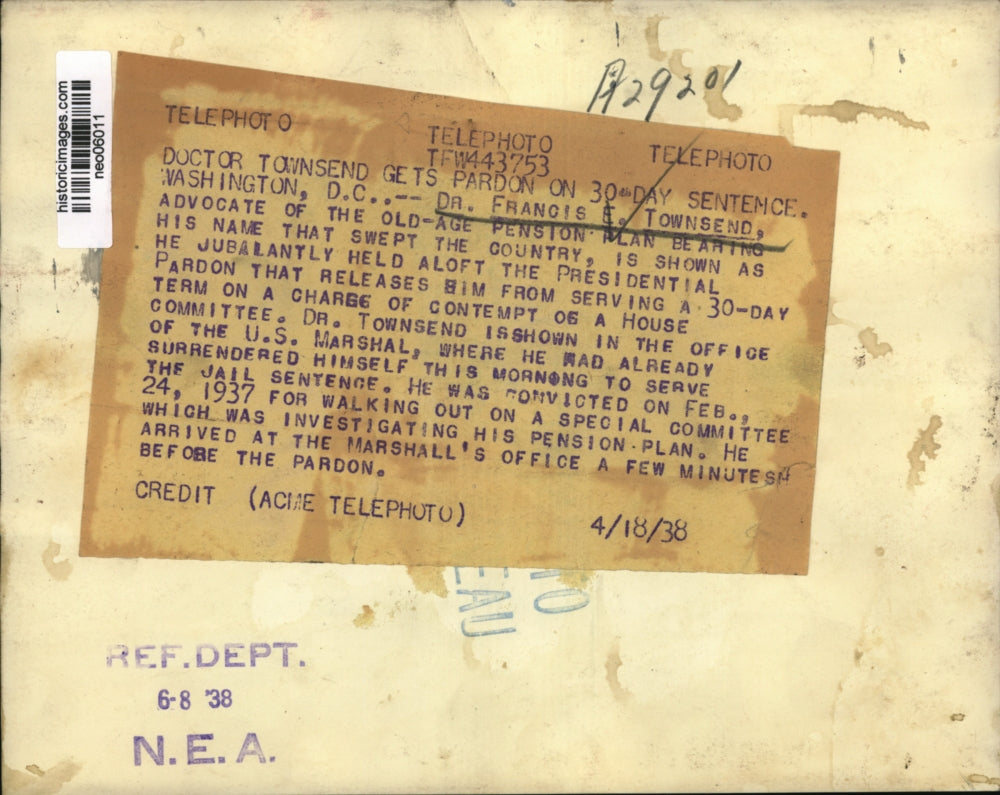 historicimages.com
neo06011
A29201
TELEPHOTO TELEPHOTO TELEPHOTO
TFW443753
DOCTOR TOWNSEND GETS PARDON ON 30-DAY SENTEMCE.
WASHINGTON, D.C..-- DR. FRANCIS E. TOWNSEND,
ADVOCATE OF THE OLD-AGE PENSION PLAN BEARING
HIS NAME THAT SWEPT THE COUNTRY, IS SHOWN AS
HE JUBALANTLY HELD ALOFT THE PRESIDENTIAL
PARDON THAT RELEASES HIM FROM SERVING A 30-DAY
TERM ON A CHARGE OF CONTEMPT OG A HOUSE
COMMITTEE. DR. TOWNSEND ISSHOWN IN THE OFFICE
OF THE U.S. MARSHAL, WHERE HE HAD ALREADY
SURRENDERED HIMSELF THIS MORNONG TO SERVE
THE JAIL SENTENCE. HE WAS CONVICTED ON FEB.,
24, 1937 FOR WALKING OUT ON A SPECIAL COMMITTEE
WHICH WAS INVESTIGATING HIS PENSION-PLAN. HE
ARRIVED AT THE MARSHALL'S OFFICE A FEW MINUTES
BEFORE THE PARDON.
CREDIT (ACME TELEPHOTO) 4/18/38
REF.DEPT.
6-8 '38
N.E.A.